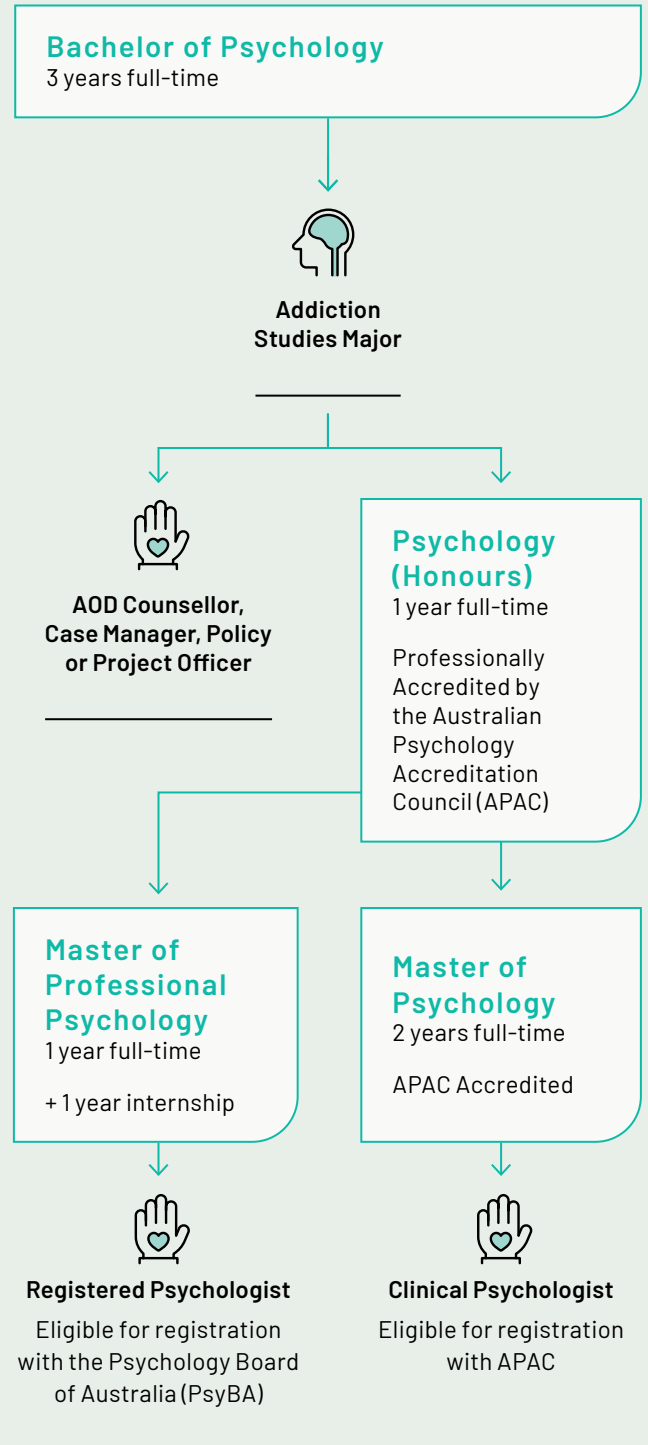 Bachelor of Psychology
3 years full-time
Addiction
Studies Major
AOD Counsellor,
Case Manager, Policy
or Project Officer
Psychology
(Honours)
1 year full-time
Professionally
Accredited by
the Australian
Psychology
Accreditation
Council (APAC)
Master of
Professional
Psychology
1 year full-time
+ 1 year internship
Master of
Psychology
2 years full-time
APAC Accredited
Registered Psychologist
Eligible for registration
with the Psychology Board
of Australia (PsyBA)
Clinical Psychologist
Eligible for registration
with APAC